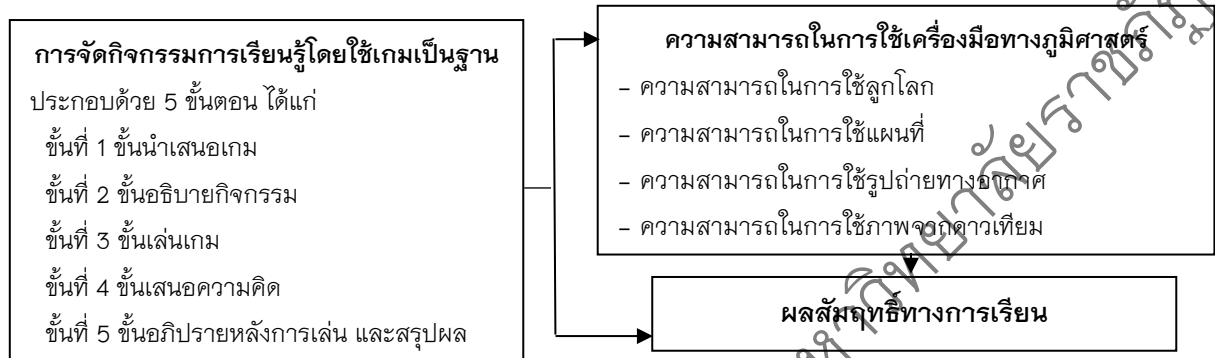 การจัดกิจกรรมการเรียนรู้โดยใช้เกมเป็นฐาน
ประกอบด้วย 5 ขั้นตอน ได้แก่
ขั้นที่ 1 ขั้นนำเสนอเกม
ขั้นที่ 2 ขั้นอธิบายกิจกรรม
ขั้นที่ 3 ขั้นเล่นเกม
ขั้นที่ 4 ขั้นเสนอความคิด
ขั้นที่ 5 ขั้นอภิปรายหลังการเล่น และสรุปผล
ความสามารถในการใช้เครื่องมือทางภูมิศาสตร์
- ความสามารถในการใช้ลูกโลก
- ความสามารถในการใช้แผนที่
- ความสามารถในการใช้รูปถ่ายทางอากาศ
- ความสามารถในการใช้ภาพจากดาวเทียม
ผลสัมฤทธิ์ทางการเรียน